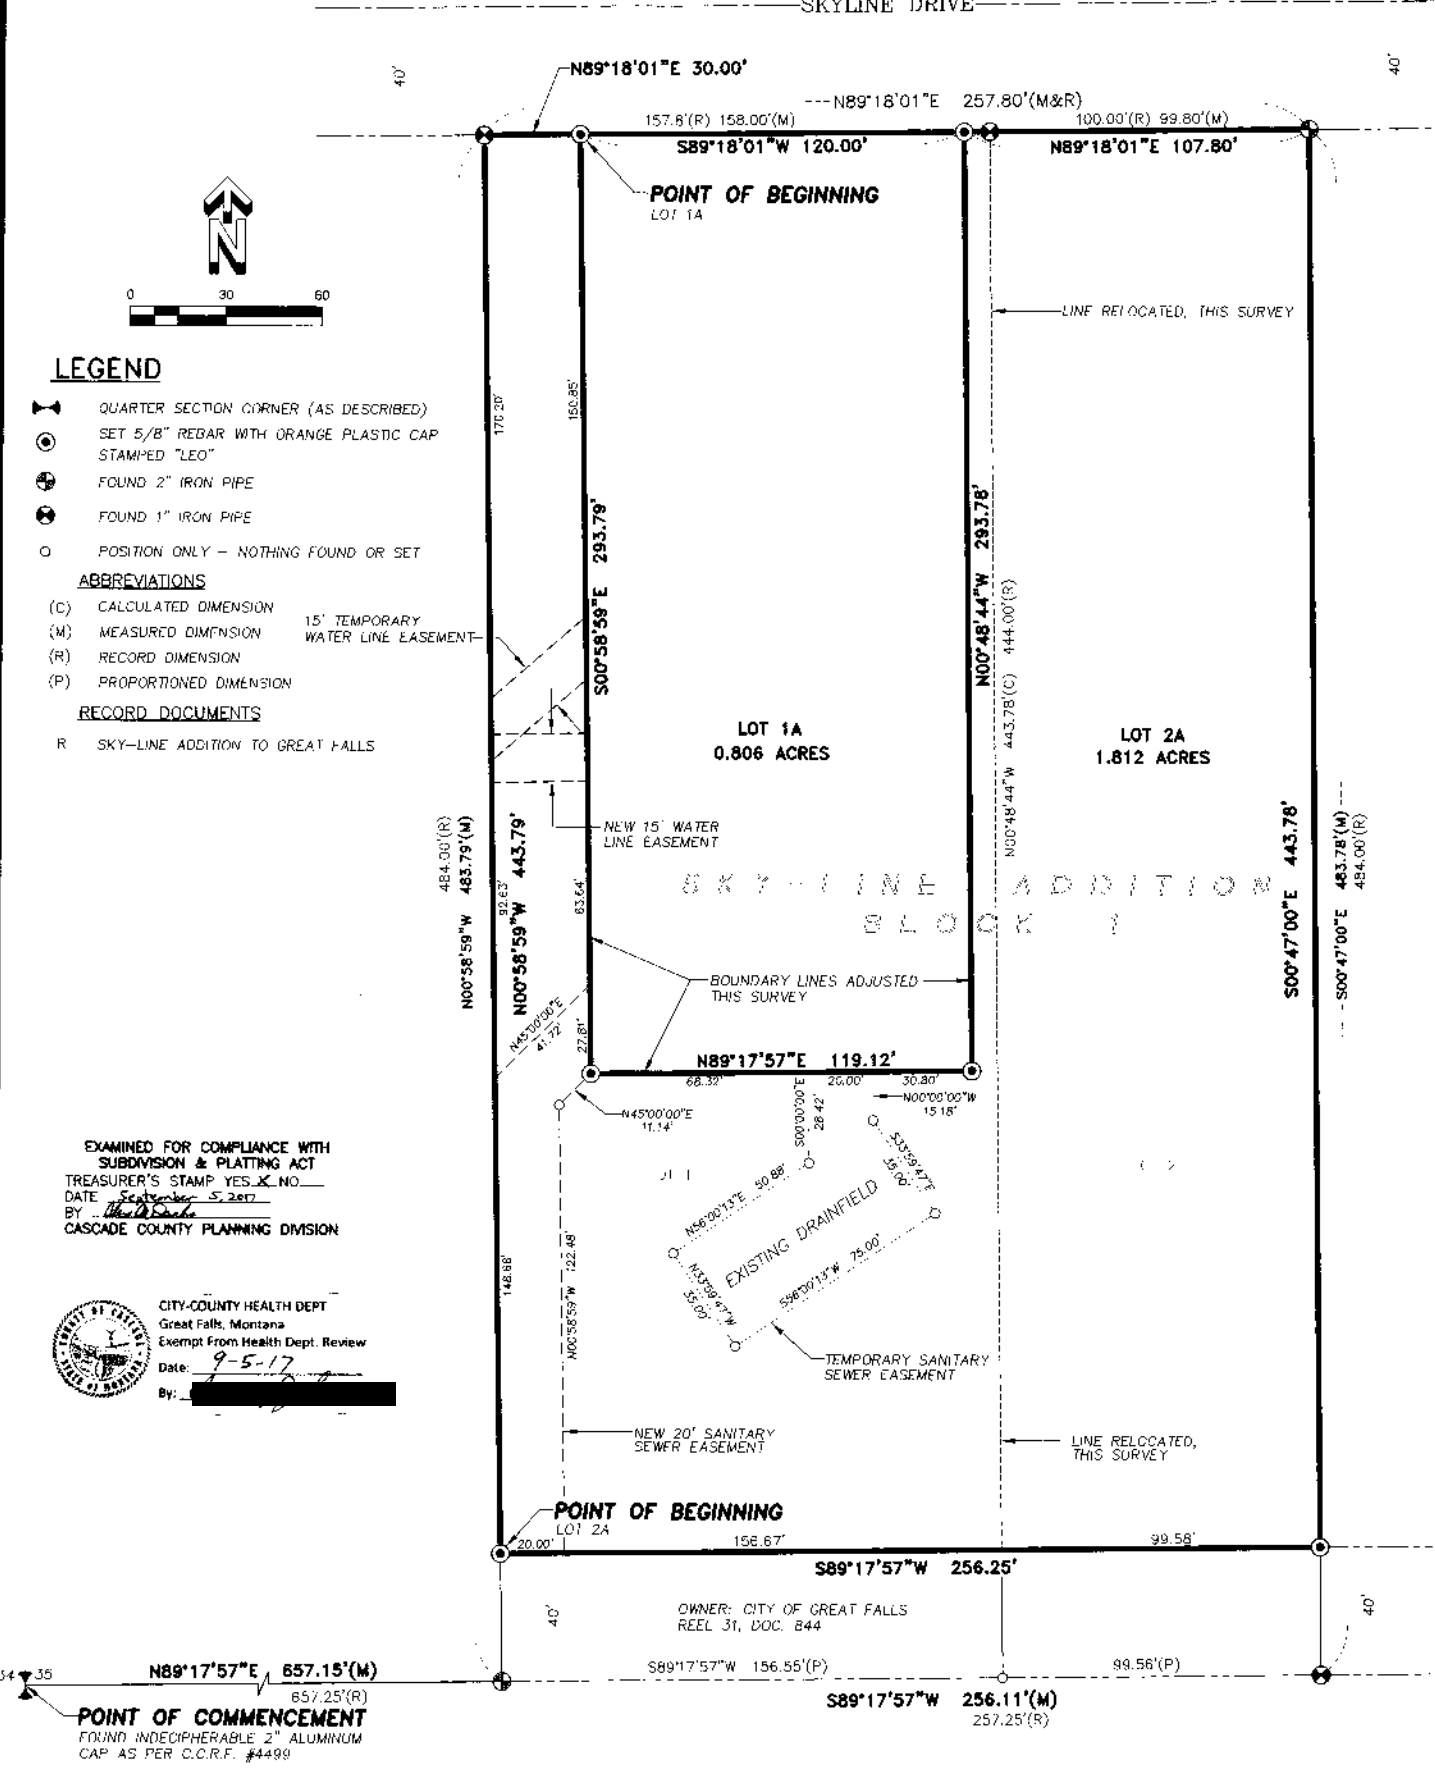 SKYLINE DRIVE
40'
N89°18'01"E 30.00'
40'
N89°18'01"E 257.80'(M&R)
157.8'(R) 158.00'(M)
100.00'(R) 99.80'(M)
S89°18'01"W 120.00'
N89°18'01"E 107.80'
POINT OF BEGINNING
LOT 1A
N
0 30 60
LINE RELOCATED, THIS SURVEY
LEGEND
QUARTER SECTION CORNER (AS DESCRIBED)
SET 5/8" REBAR WITH ORANGE PLASTIC CAP
STAMPED "LEO"
FOUND 2" IRON PIPE
FOUND 1" IRON PIPE
POSITION ONLY – NOTHING FOUND OR SET
ABBREVIATIONS
(C) CALCULATED DIMENSION
(M) MEASURED DIMENSION
(R) RECORD DIMENSION
(P) PROPORTIONED DIMENSION
RECORD DOCUMENTS
R SKY–LINE ADDITION TO GREAT FALLS
15' TEMPORARY
WATER LINE EASEMENT
170.20'
150.85'
S00°58'59"E 293.79'
N00°48'44"W 293.78'
N00°48'44"W 443.78'(C) 444.00'(R)
LOT 1A
0.806 ACRES
LOT 2A
1.812 ACRES
NEW 15' WATER
LINE EASEMENT
484.00'(R)
N00°58'59"W 483.79'(M)
92.63'
N00°58'59"W 443.79'
63.64'
S00°47'00"E 443.78'
S00°47'00"E 483.78'(M)
484.00'(R)
SKY-LINE ADDITION
BLOCK 1
BOUNDARY LINES ADJUSTED
THIS SURVEY
N45°00'00"E
41.72'
27.81'
N89°17'57"E 119.12'
66.32' 20.00' 30.80'
N45°00'00"E
11.14'
S00°00'00"E
28.42'
N00°00'00"W
15.18'
S33°59'47"E
35.00'
N56°00'13"E 50.88'
EXISTING DRAINFIELD
N33°59'47"W
35.00'
S56°00'13"W 75.00'
TEMPORARY SANITARY
SEWER EASEMENT
148.68'
N00°58'59"W 122.48'
EXAMINED FOR COMPLIANCE WITH
SUBDIVISION & PLATTING ACT
TREASURER'S STAMP YES X NO
DATE September 5, 2017
BY
CASCADE COUNTY PLANNING DIVISION
COUNTY OF CASCADE
STATE OF MONTANA
CITY-COUNTY HEALTH DEPT
Great Falls, Montana
Exempt From Health Dept. Review
Date: 9-5-17
By:
NEW 20' SANITARY
SEWER EASEMENT
LINE RELOCATED,
THIS SURVEY
POINT OF BEGINNING
LOT 2A
20.00' 156.67' 99.58'
S89°17'57"W 256.25'
40'
OWNER: CITY OF GREAT FALLS
REEL 31, DOC. 844
40'
34 35
N89°17'57"E 657.15'(M)
657.25'(R)
S89°17'57"W 156.55'(P)
99.56'(P)
S89°17'57"W 256.11'(M)
257.25'(R)
POINT OF COMMENCEMENT
FOUND INDECIPHERABLE 2" ALUMINUM
CAP AS PER C.C.R.F. #4499